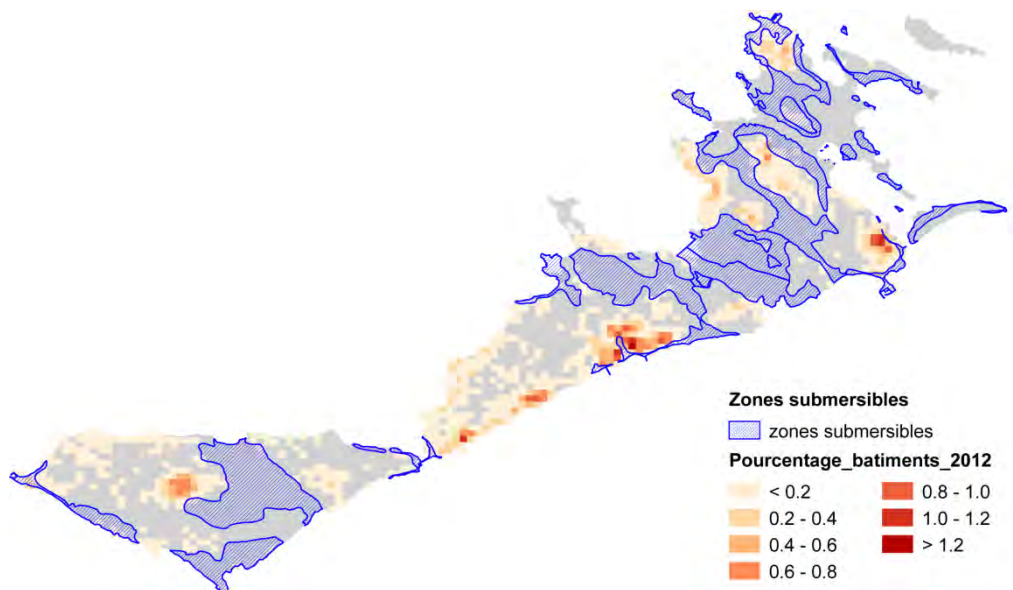 Zones submersibles
zones submersibles
Pourcentage_batiments_2012
< 0.2
0.2 - 0.4
0.4 - 0.6
0.6 - 0.8
0.8 - 1.0
1.0 - 1.2
> 1.2